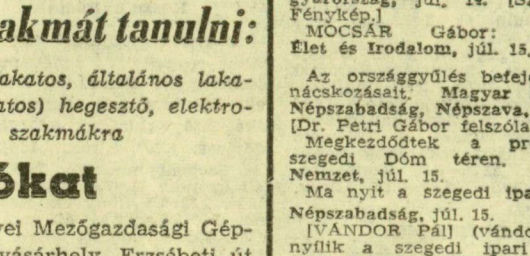 akmát tanulni:
akatos, általános laka-
atos) hegesztő, elektro-
szakmákra
ókat
yei Mezőgazdasági Gép-
vásárhely, Erzsébeti út
Fénykép.]
MOCSÁR Gábor:
Élet és Irodalom, júl. 15.
Az országgyűlés befej
nácskozásait. Magyar
Népszabadság, Népszava,
[Dr. Petri Gábor felszóla
Megkezdődtek a pr
szegedi Dóm téren.
Nemzet, júl. 15.
Ma nyit a szegedi ipa
Népszabadság, júl. 15.
[VÁNDOR Pál] (vándo
nyílik a szegedi ipari